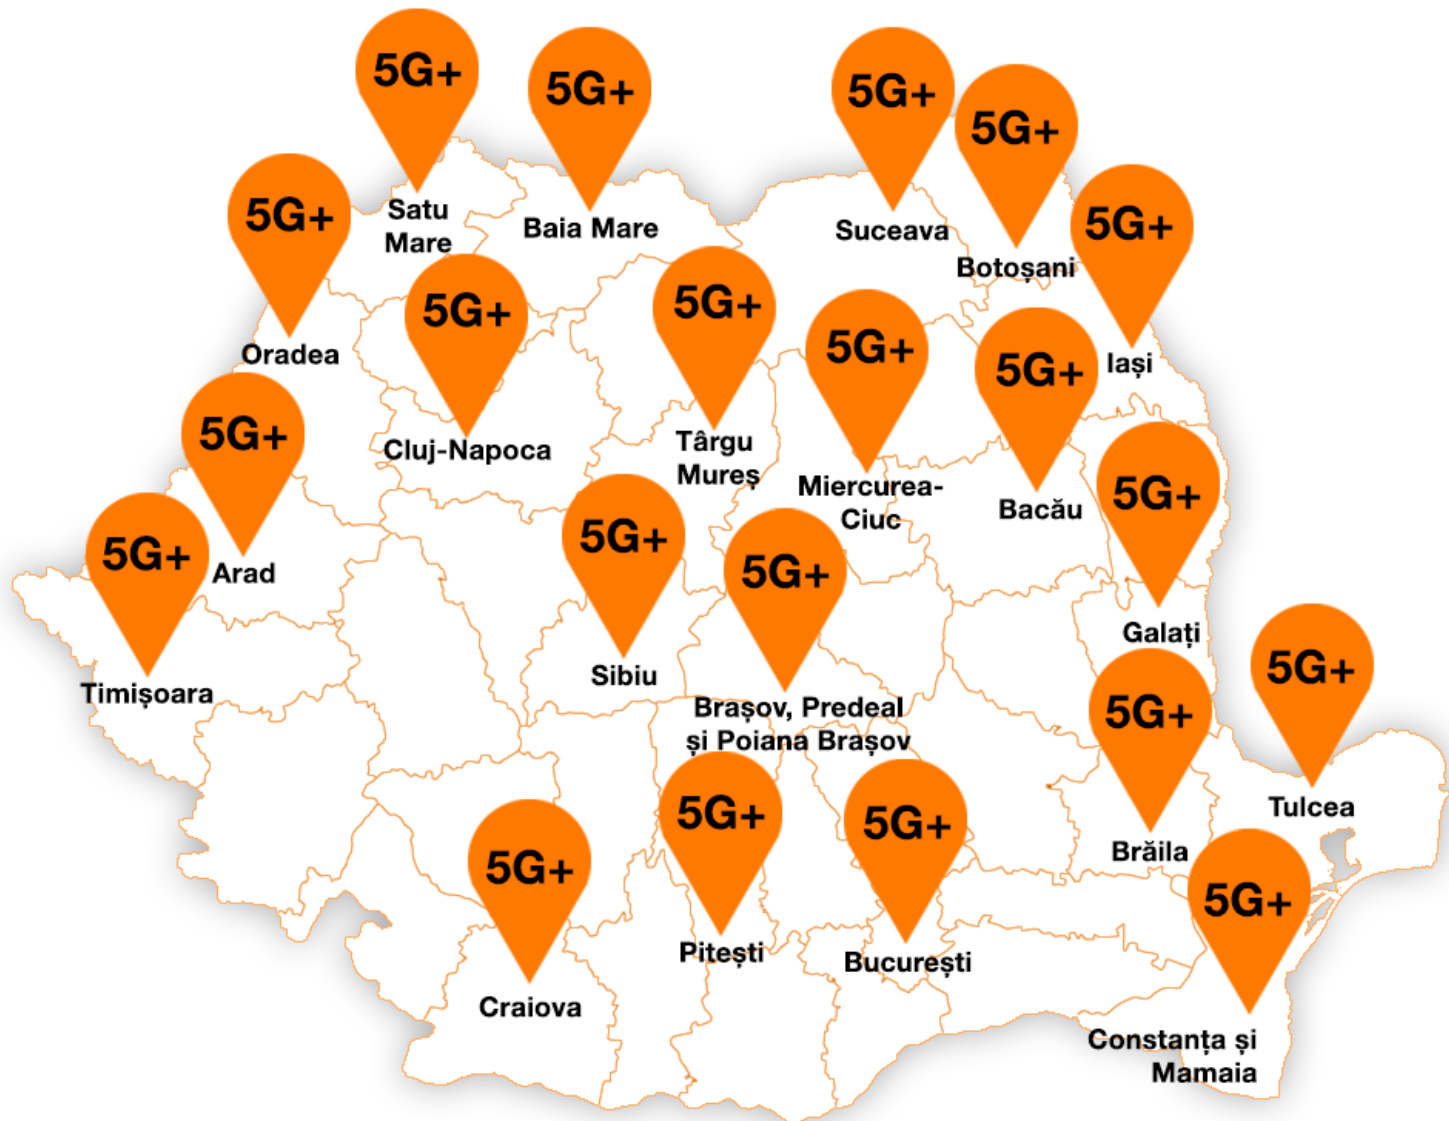 5G+
Satu
Mare
5G+
Baia Mare
5G+
Suceava
5G+
Botoșani
5G+
Oradea
5G+
Iași
5G+
Cluj-Napoca
5G+
Târgu
Mureș
5G+
Miercurea-
Ciuc
5G+
Bacău
5G+
Arad
5G+
Galați
5G+
Timișoara
5G+
Sibiu
5G+
Brașov, Predeal
și Poiana Brașov
5G+
Tulcea
5G+
Brăila
5G+
Craiova
5G+
Pitești
5G+
București
5G+
Constanța și
Mamaia